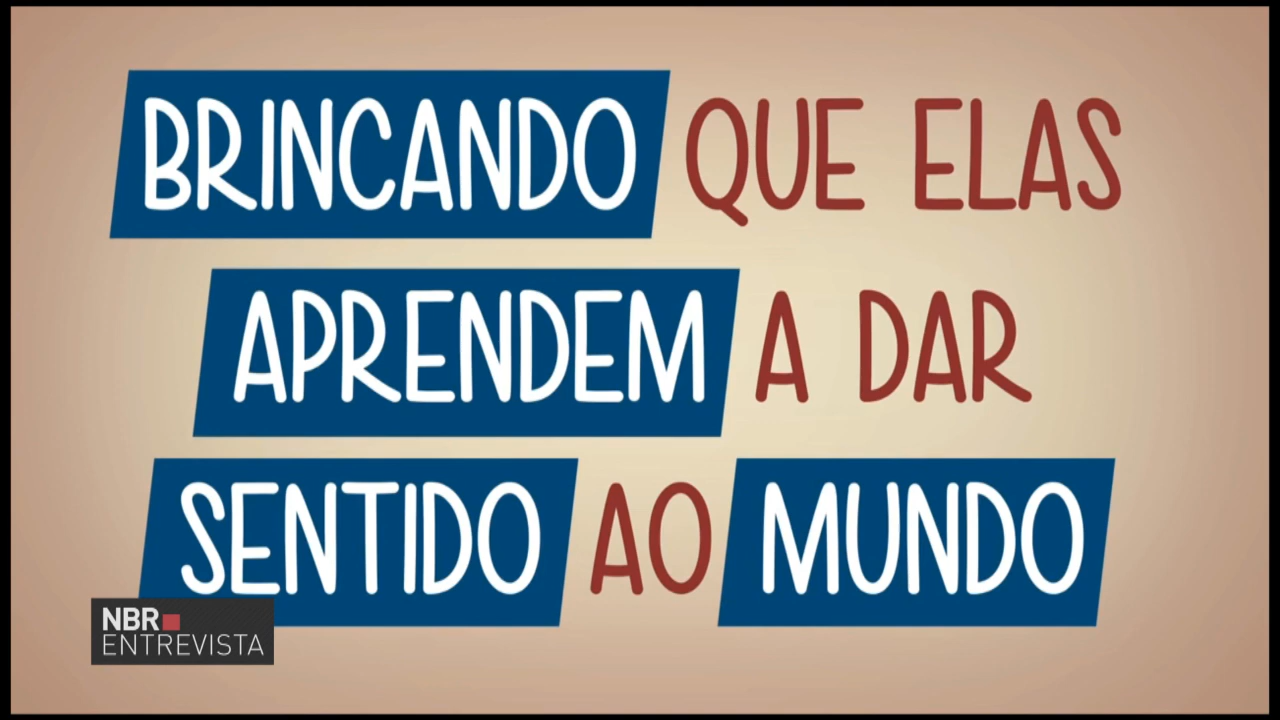 BRINCANDO QUE ELAS
APRENDEM A DAR
SENTIDO AO MUNDO
NBR
ENTREVISTA